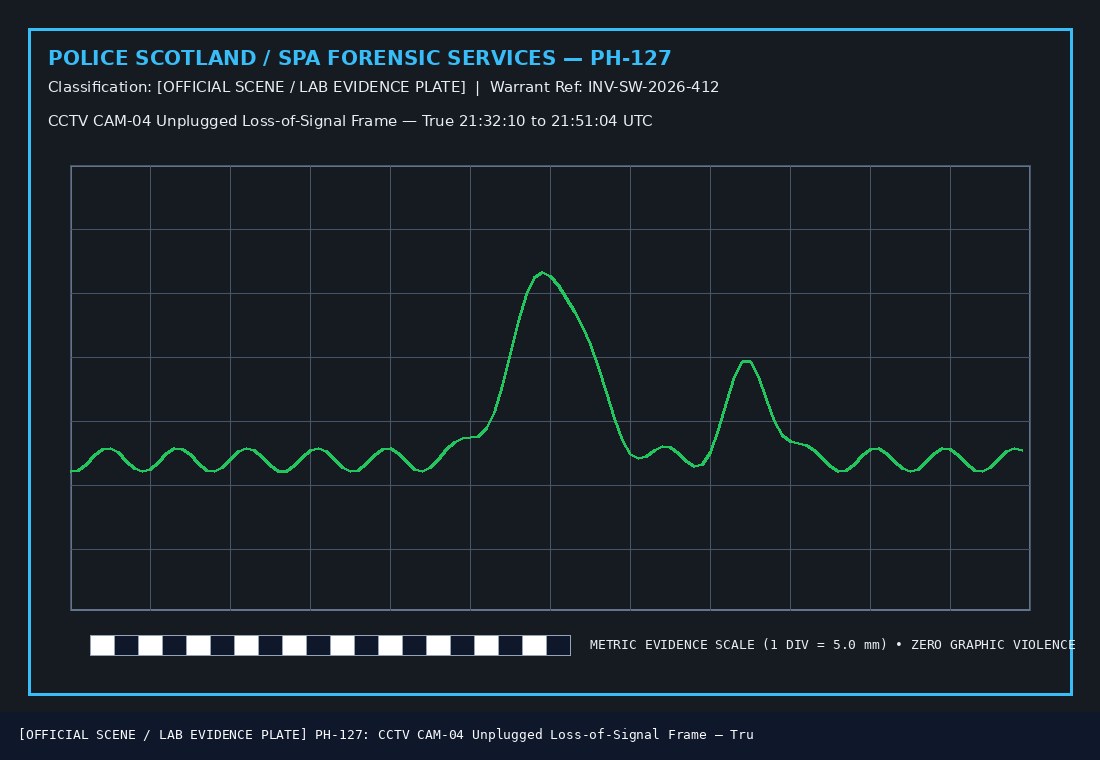 POLICE SCOTLAND / SPA FORENSIC SERVICES — PH-127
Classification: [OFFICIAL SCENE / LAB EVIDENCE PLATE] | Warrant Ref: INV-SW-2026-412
CCTV CAM-04 Unplugged Loss-of-Signal Frame — True 21:32:10 to 21:51:04 UTC
METRIC EVIDENCE SCALE (1 DIV = 5.0 mm) • ZERO GRAPHIC VIOLENCE
[OFFICIAL SCENE / LAB EVIDENCE PLATE] PH-127: CCTV CAM-04 Unplugged Loss-of-Signal Frame — Tru